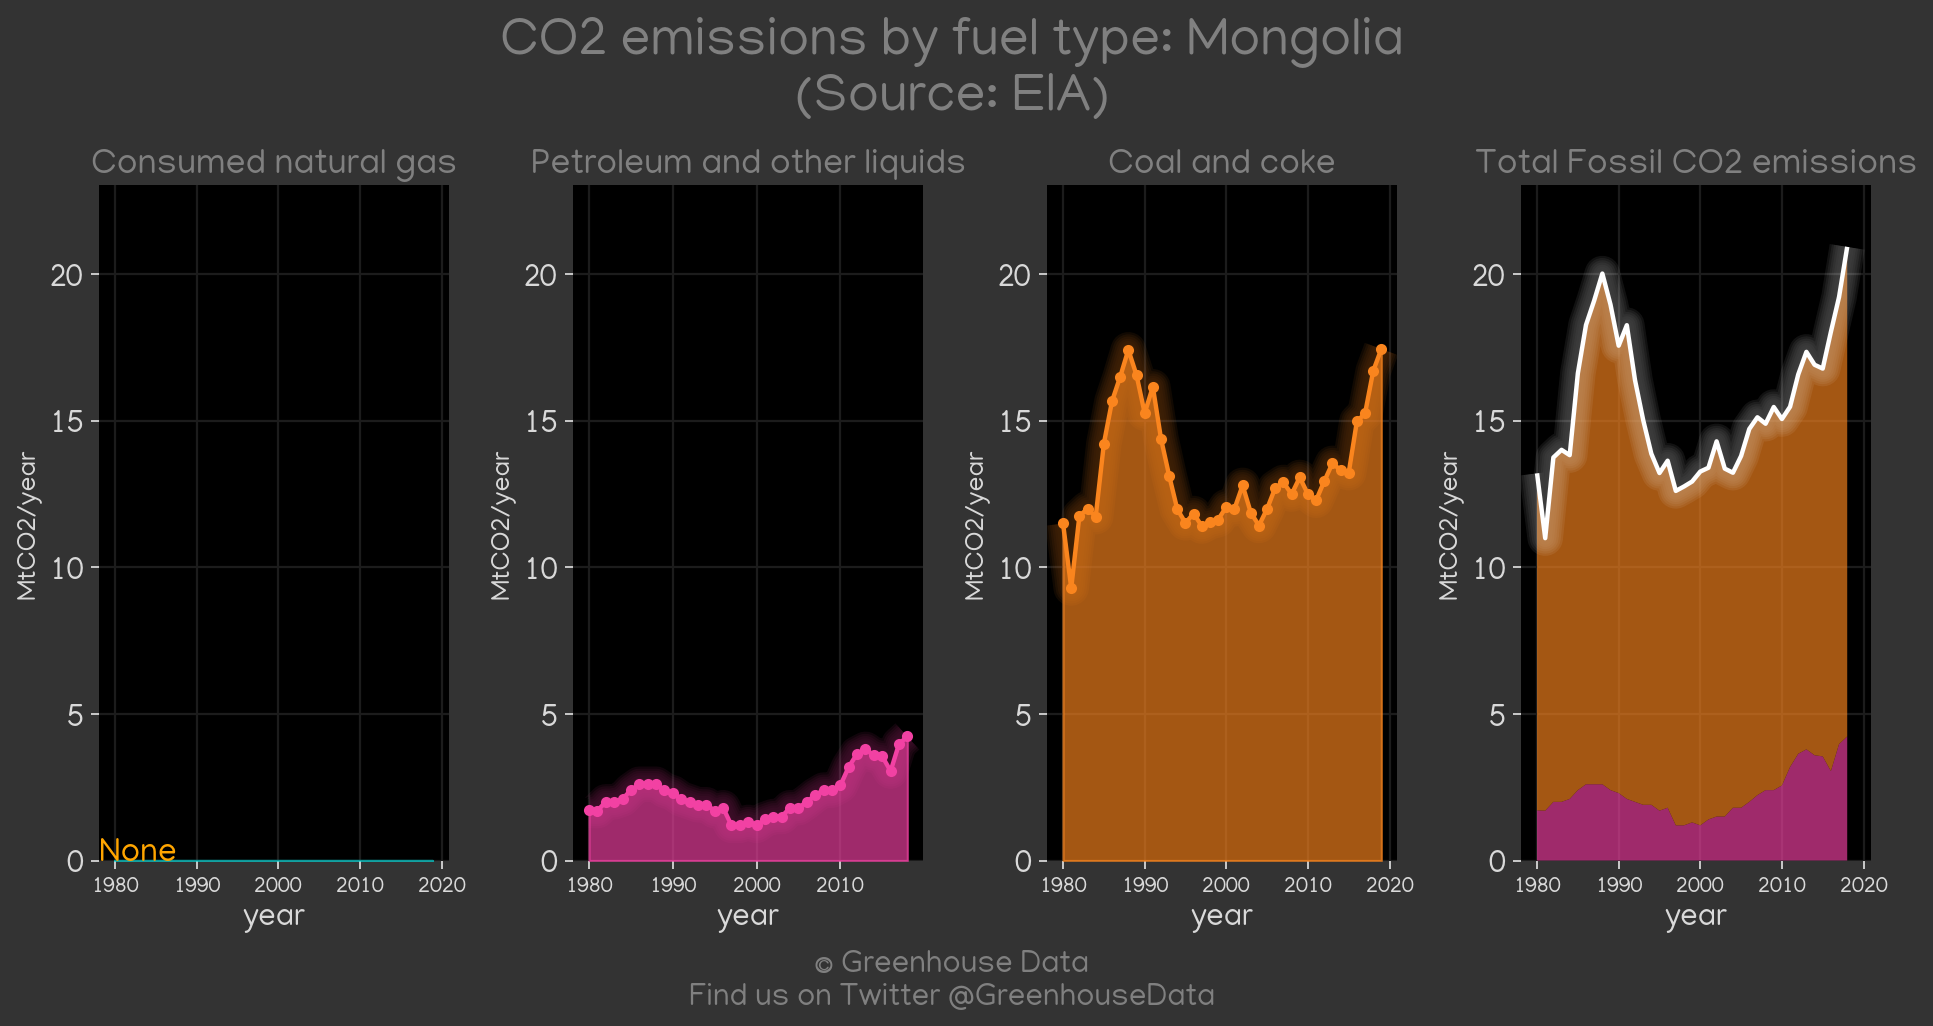 CO2 emissions by fuel type: Mongolia
(Source: EIA)
Consumed natural gas
Petroleum and other liquids
Coal and coke
Total Fossil CO2 emissions
MtCO2/year
20
15
10
5
0
None
1980 1990 2000 2010 2020
year
MtCO2/year
20
15
10
5
0
1980 1990 2000 2010
year
MtCO2/year
20
15
10
5
0
1980 1990 2000 2010 2020
year
MtCO2/year
20
15
10
5
0
1980 1990 2000 2010 2020
year
© Greenhouse Data
Find us on Twitter @GreenhouseData